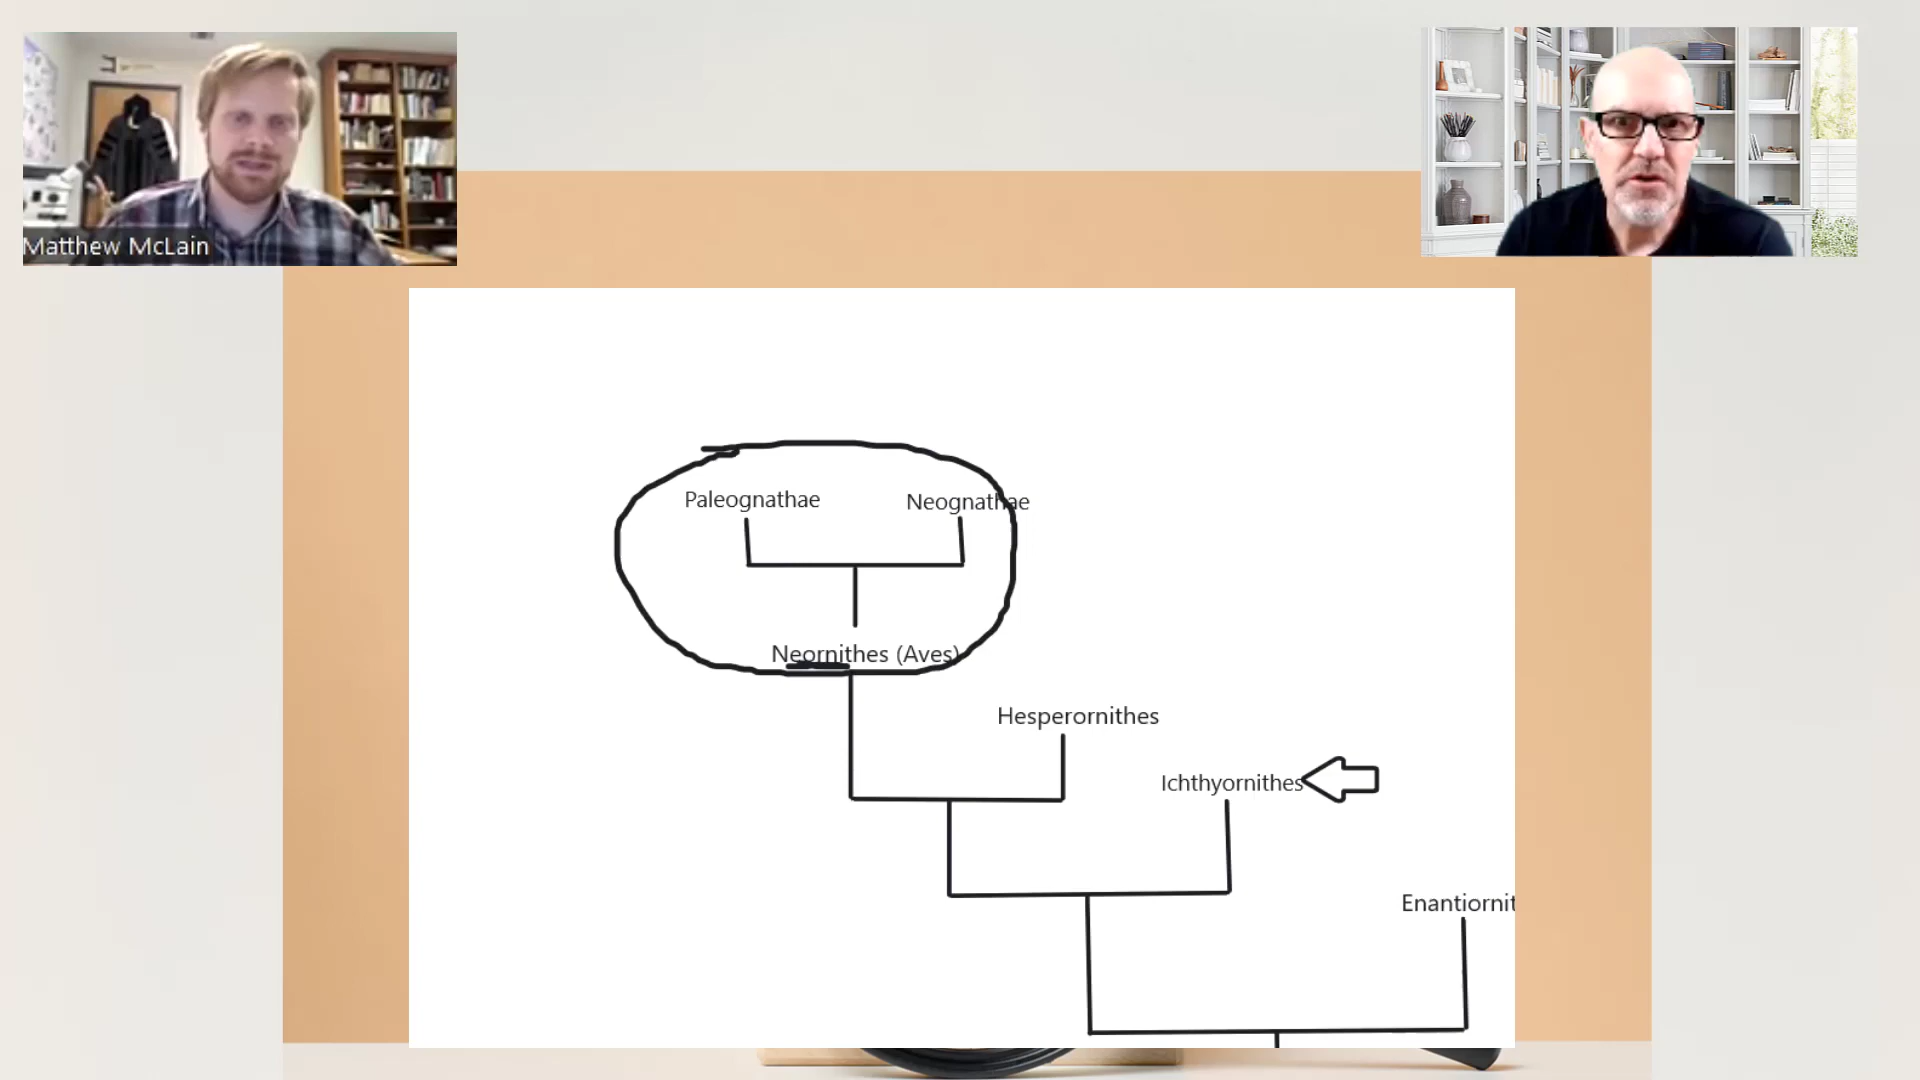 Matthew McLain
Paleognathae
Neognathae
Neornithes (Aves)
Hesperornithes
Ichthyornithes
Enantiornit